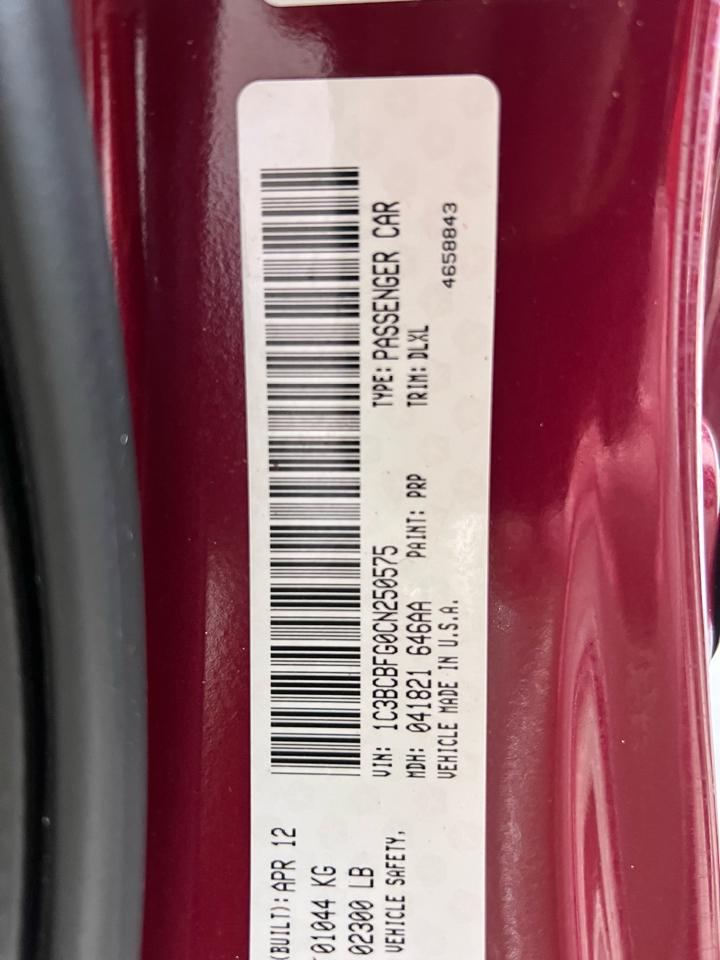 (BUILT): APR 12
01044 KG
02300 LB
VEHICLE SAFETY,
VIN: 1C3BCBFG0CN250575 TYPE: PASSENGER CAR
MDH: 041821 646AA PAINT: PRP TRIM: DLXL
VEHICLE MADE IN U.S.A. 4658843